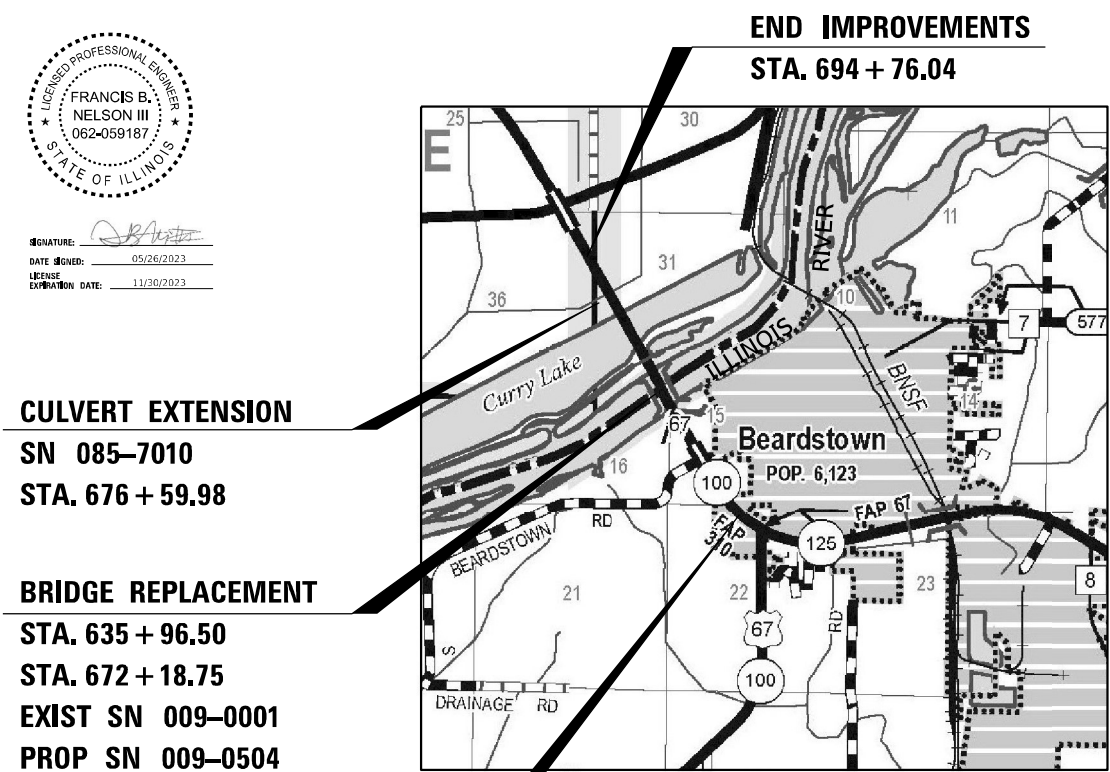 END IMPROVEMENTS
STA. 694+76.04
LICENSED PROFESSIONAL ENGINEER
FRANCIS B.
NELSON III
062-059187
STATE OF ILLINOIS
SIGNATURE:
DATE SIGNED: 05/26/2023
LICENSE
EXPIRATION DATE: 11/30/2023
CULVERT EXTENSION
SN 085–7010
STA. 676+59.98
BRIDGE REPLACEMENT
STA. 635+96.50
STA. 672+18.75
EXIST SN 009–0001
PROP SN 009–0504
25
30
E
11
RIVER
31
36
10
7
577
ILLINOIS
Curry Lake
BNSF
14
67
15
Beardstown
POP. 6,123
16
100
FAP 67
BEARDSTOWN RD
FAP
310
125
8
21
22
23
RD
67
S
100
DRAINAGE RD